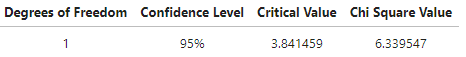 Degrees of Freedom Confidence Level Critical Value Chi Square Value
1 95% 3.841459 6.339547